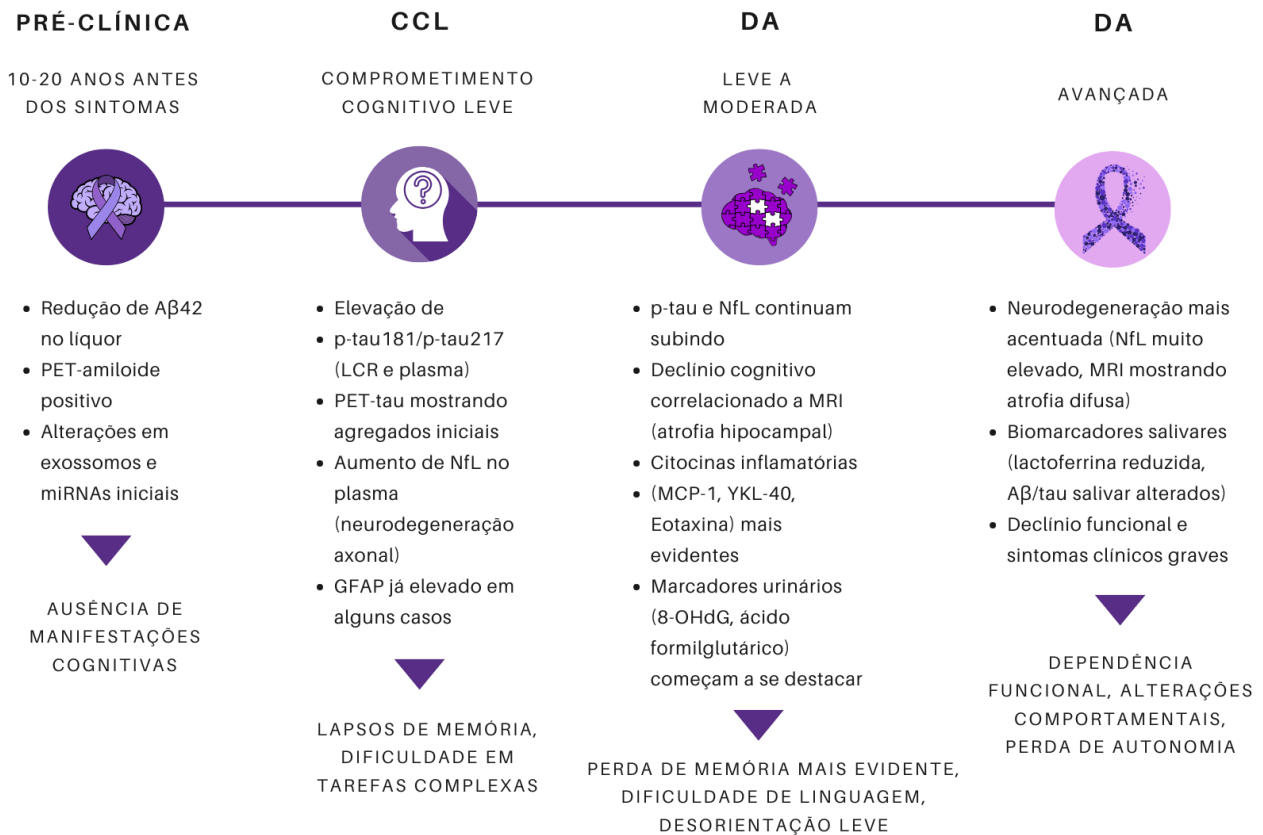 PRÉ-CLÍNICA
10-20 ANOS ANTES
DOS SINTOMAS
• Redução de Aβ42
no líquor
• PET-amiloide
positivo
• Alterações em
exossomos e
miRNAs iniciais
AUSÊNCIA DE
MANIFESTAÇÕES
COGNITIVAS
CCL
COMPROMETIMENTO
COGNITIVO LEVE
?
• Elevação de
• p-tau181/p-tau217
(LCR e plasma)
• PET-tau mostrando
agregados iniciais
• Aumento de NfL no
plasma
(neurodegeneração
axonal)
• GFAP já elevado em
alguns casos
LAPSOS DE MEMÓRIA,
DIFICULDADE EM
TAREFAS COMPLEXAS
DA
LEVE A
MODERADA
• p-tau e NfL continuam
subindo
• Declínio cognitivo
correlacionado a MRI
(atrofia hipocampal)
• Citocinas inflamatórias
• (MCP-1, YKL-40,
Eotaxina) mais
evidentes
• Marcadores urinários
(8-OHdG, ácido
formilglutárico)
começam a se destacar
PERDA DE MEMÓRIA MAIS EVIDENTE,
DIFICULDADE DE LINGUAGEM,
DESORIENTAÇÃO LEVE
DA
AVANÇADA
• Neurodegeneração mais
acentuada (NfL muito
elevado, MRI mostrando
atrofia difusa)
• Biomarcadores salivares
(lactoferrina reduzida,
Aβ/tau salivar alterados)
• Declínio funcional e
sintomas clínicos graves
DEPENDÊNCIA
FUNCIONAL, ALTERAÇÕES
COMPORTAMENTAIS,
PERDA DE AUTONOMIA